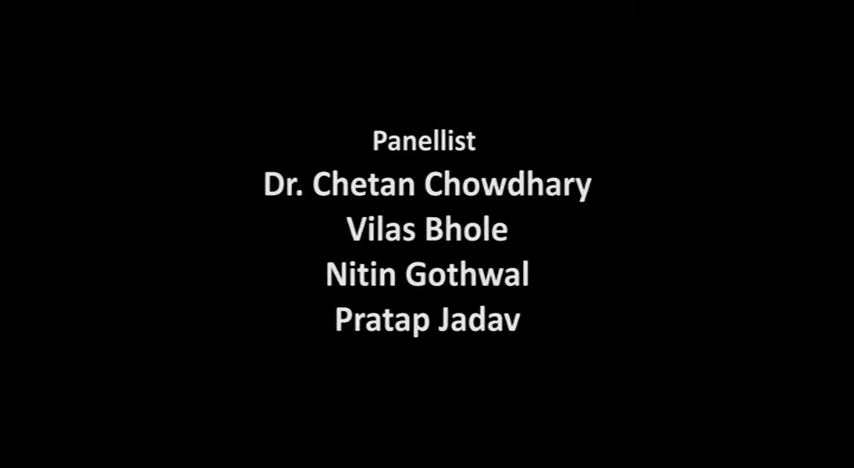 Panellist
Dr. Chetan Chowdhary
Vilas Bhole
Nitin Gothwal
Pratap Jadav